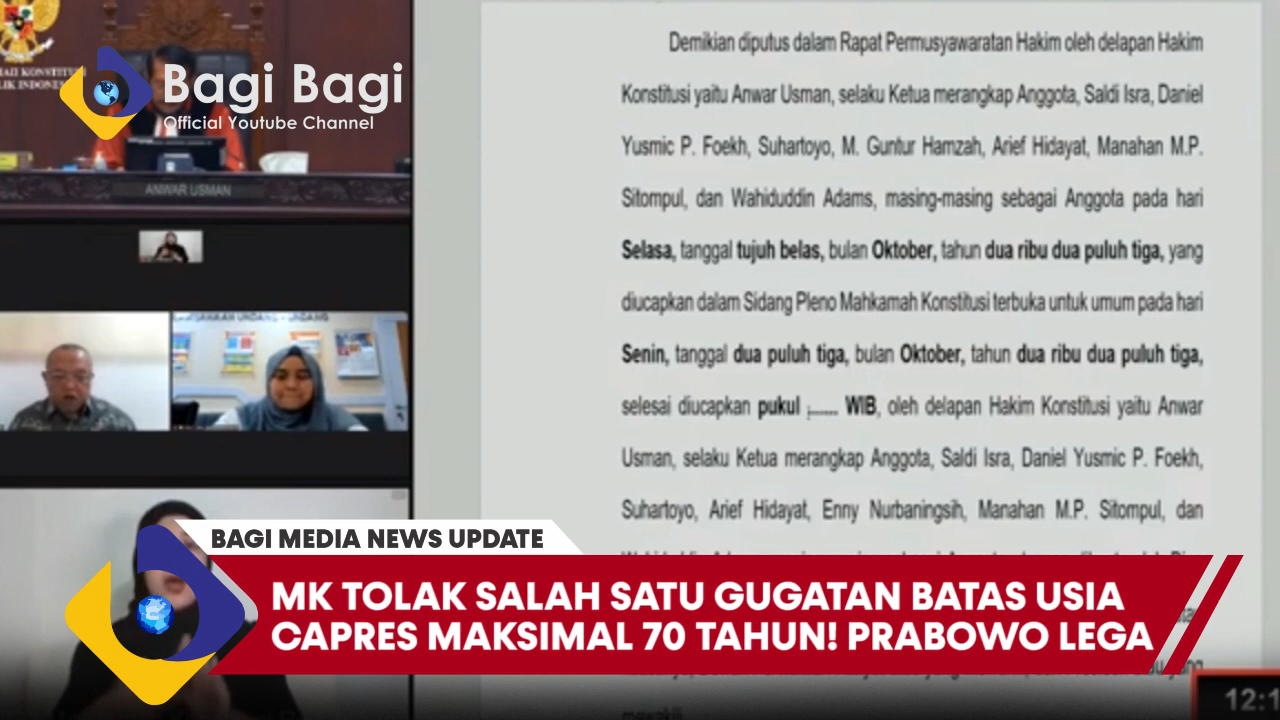 Bagi Bagi
Official Youtube Channel
ANWAR USMAN
Demikian diputus dalam Rapat Permusyawaratan Hakim oleh delapan Hakim
Konstitusi yaitu Anwar Usman, selaku Ketua merangkap Anggota, Saldi Isra, Daniel
Yusmic P. Foekh, Suhartoyo, M. Guntur Hamzah, Arief Hidayat, Manahan M.P.
Sitompul, dan Wahiduddin Adams, masing-masing sebagai Anggota pada hari
Selasa, tanggal tujuh belas, bulan Oktober, tahun dua ribu dua puluh tiga, yang
diucapkan dalam Sidang Pleno Mahkamah Konstitusi terbuka untuk umum pada hari
Senin, tanggal dua puluh tiga, bulan Oktober, tahun dua ribu dua puluh tiga,
selesai diucapkan pukul ;....... WIB, oleh delapan Hakim Konstitusi yaitu Anwar
Usman, selaku Ketua merangkap Anggota, Saldi Isra, Daniel Yusmic P. Foekh,
Suhartoyo, Arief Hidayat, Enny Nurbaningsih, Manahan M.P. Sitompul, dan
BAGI MEDIA NEWS UPDATE
MK TOLAK SALAH SATU GUGATAN BATAS USIA
CAPRES MAKSIMAL 70 TAHUN! PRABOWO LEGA